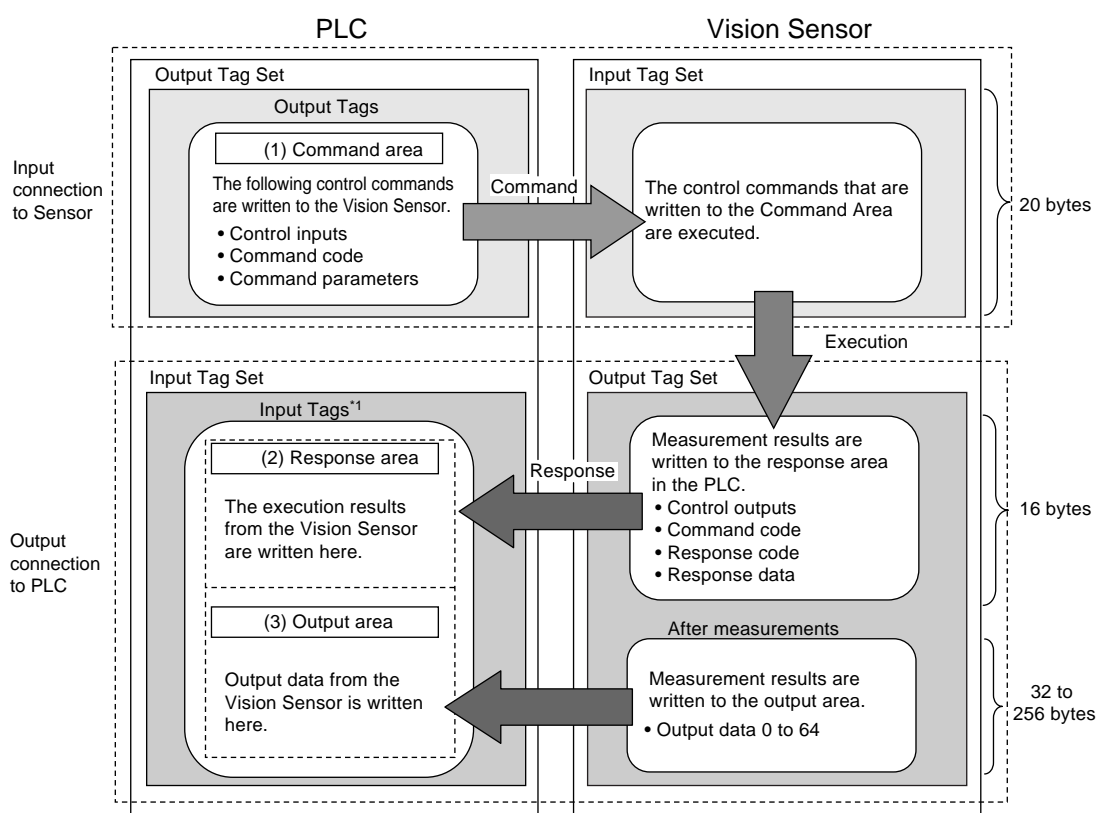 PLC
Vision Sensor
Output Tag Set
Output Tags
(1) Command area
The following control commands
are written to the Vision Sensor.
• Control inputs
• Command code
• Command parameters
Input
connection
to Sensor
Command
Input Tag Set
The control commands that are
written to the Command Area
are executed.
20 bytes
Execution
Input Tag Set
Input Tags*1
(2) Response area
The execution results
from the Vision Sensor
are written here.
(3) Output area
Output data from the
Vision Sensor is written
here.
Output
connection
to PLC
Response
Output Tag Set
Measurement results are
written to the response area
in the PLC.
• Control outputs
• Command code
• Response code
• Response data
16 bytes
After measurements
Measurement results are
written to the output area.
• Output data 0 to 64
32 to
256 bytes